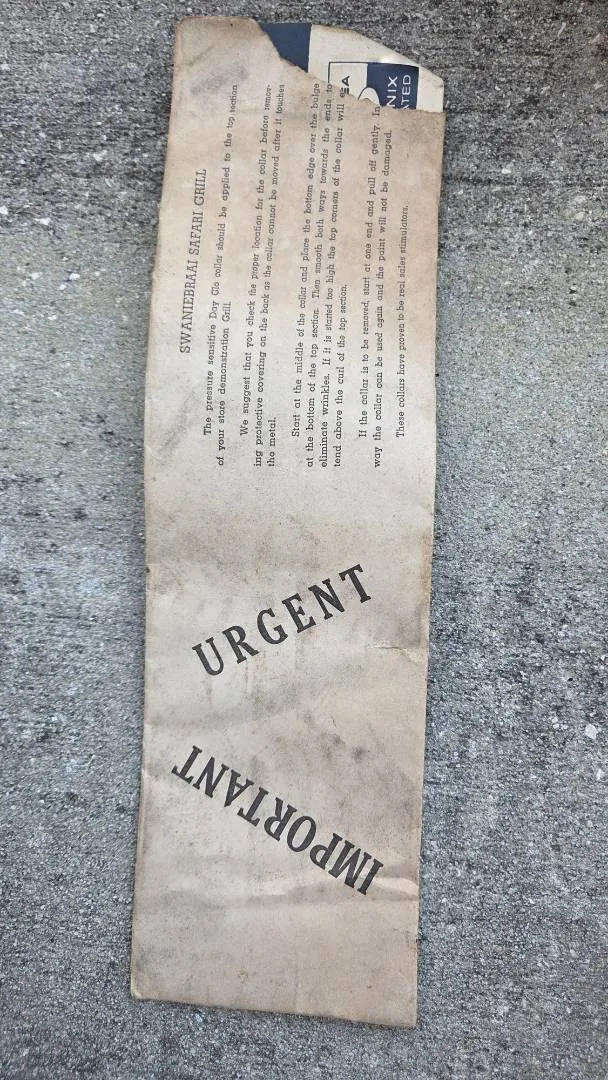 SWANIEBRAAI SAFARI GRILL
The pressure sensitive Day Glo collar should be applied to the top section
of your store demonstration Grill.
We suggest that you check the proper location for the collar before remov-
ing protective covering on the back as the collar cannot be moved after it touches
the metal.
Start at the middle of the collar and place the bottom edge over the bulge
at the bottom of the top section. Then smooth both ways towards the ends to
eliminate wrinkles. If it is started too high the top corners of the collar will
tend above the curl of the top section.
If the collar is to be removed, start at one end and pull off gently. In
way the collar can be used again and the paint will not be damaged.
These collars have proven to be real sales stimulators.
URGENT
IMPORTANT